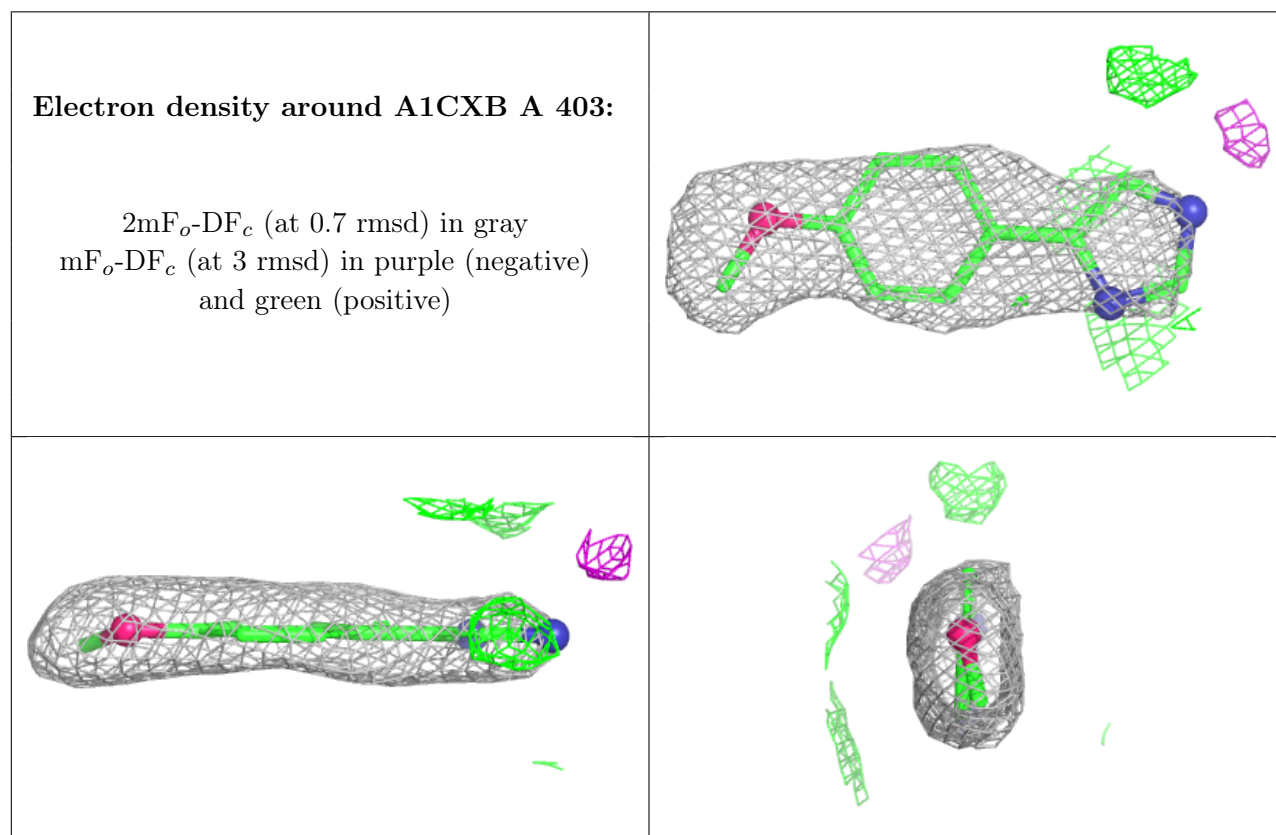 Electron density around A1CXB A 403:
2mFo-DFc (at 0.7 rmsd) in gray
mFo-DFc (at 3 rmsd) in purple (negative)
and green (positive)